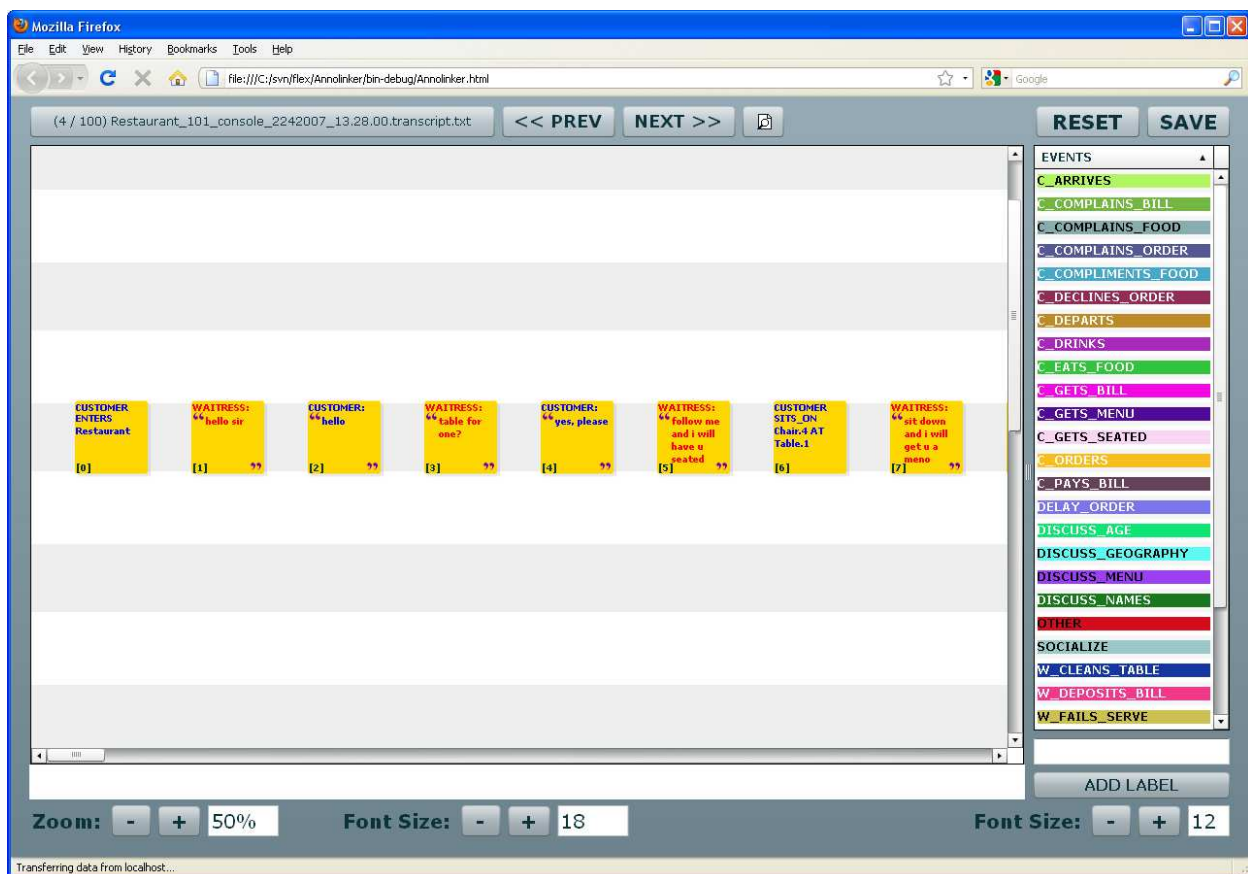 Mozilla Firefox
File Edit View History Bookmarks Tools Help
file:///C:/svn/flex/Annolinker/bin-debug/Annolinker.html
Google
(4 / 100) Restaurant_101_console_2242007_13.28.00.transcript.txt
<< PREV
NEXT >>
RESET
SAVE
CUSTOMER
ENTERS
Restaurant
[0]
WAITRESS:
“hello sir
[1] ”
CUSTOMER:
“hello
[2] ”
WAITRESS:
“table for
one?
[3] ”
CUSTOMER:
“yes, please
[4] ”
WAITRESS:
“follow me
and i will
have u
seated
[5] ”
CUSTOMER
SITS_ON
Chair.4 AT
Table.1
[6]
WAITRESS:
“sit down
and i will
get u a
meno
[7] ”
EVENTS
C_ARRIVES
C_COMPLAINS_BILL
C_COMPLAINS_FOOD
C_COMPLAINS_ORDER
C_COMPLIMENTS_FOOD
C_DECLINES_ORDER
C_DEPARTS
C_DRINKS
C_EATS_FOOD
C_GETS_BILL
C_GETS_MENU
C_GETS_SEATED
C_ORDERS
C_PAYS_BILL
DELAY_ORDER
DISCUSS_AGE
DISCUSS_GEOGRAPHY
DISCUSS_MENU
DISCUSS_NAMES
OTHER
SOCIALIZE
W_CLEANS_TABLE
W_DEPOSITS_BILL
W_FAILS_SERVE
ADD LABEL
Zoom: - + 50%
Font Size: - + 18
Font Size: - + 12
Transferring data from localhost...